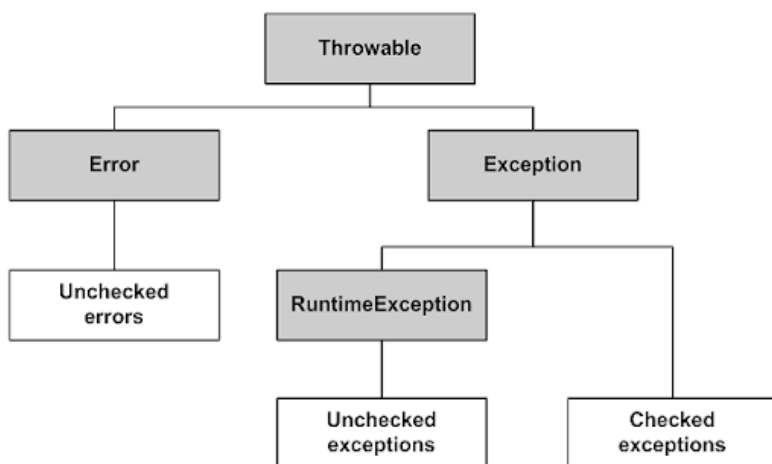 Throwable
Error
Exception
Unchecked
errors
RuntimeException
Unchecked
exceptions
Checked
exceptions